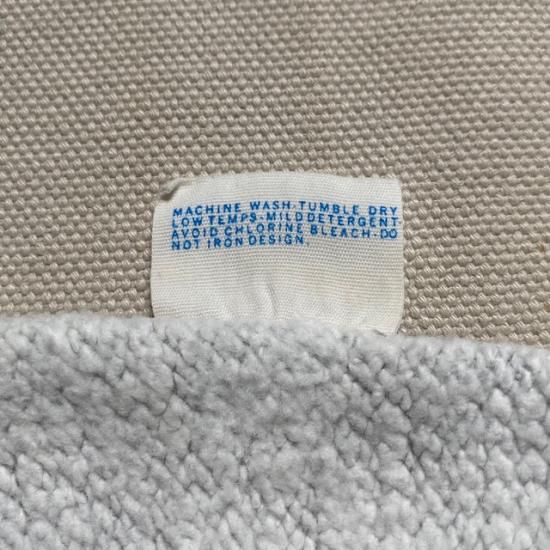 MACHINE WASH·TUMBLE DRY
LOW TEMPS·MILD DETERGENT
AVOID CHLORINE BLEACH·DO
NOT IRON DESIGN.